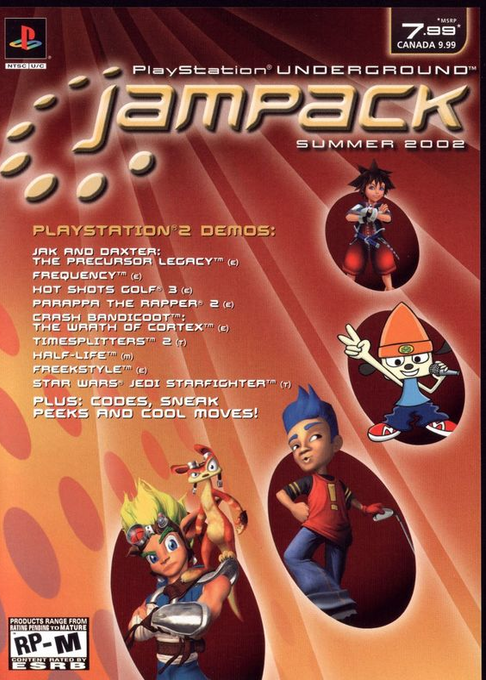 *MSRP
7.99*
CANADA 9.99
NTSC U/C
PlayStation® UNDERGROUND™
JAMPACK
SUMMER 2002
PLAYSTATION®2 DEMOS:
JAK AND DAXTER:
THE PRECURSOR LEGACY™ (E)
FREQUENCY™ (E)
HOT SHOTS GOLF® 3 (E)
PARAPPA THE RAPPER® 2 (E)
CRASH BANDICOOT™:
THE WRATH OF CORTEX™ (E)
TIMESPLITTERS™ 2 (T)
HALF-LIFE™ (M)
FREEKSTYLE™ (E)
STAR WARS® JEDI STARFIGHTER™ (T)
PLUS: CODES, SNEAK
PEEKS AND COOL MOVES!
PRODUCTS RANGE FROM
RATING PENDING TO MATURE
RP-M
CONTENT RATED BY
ESRB